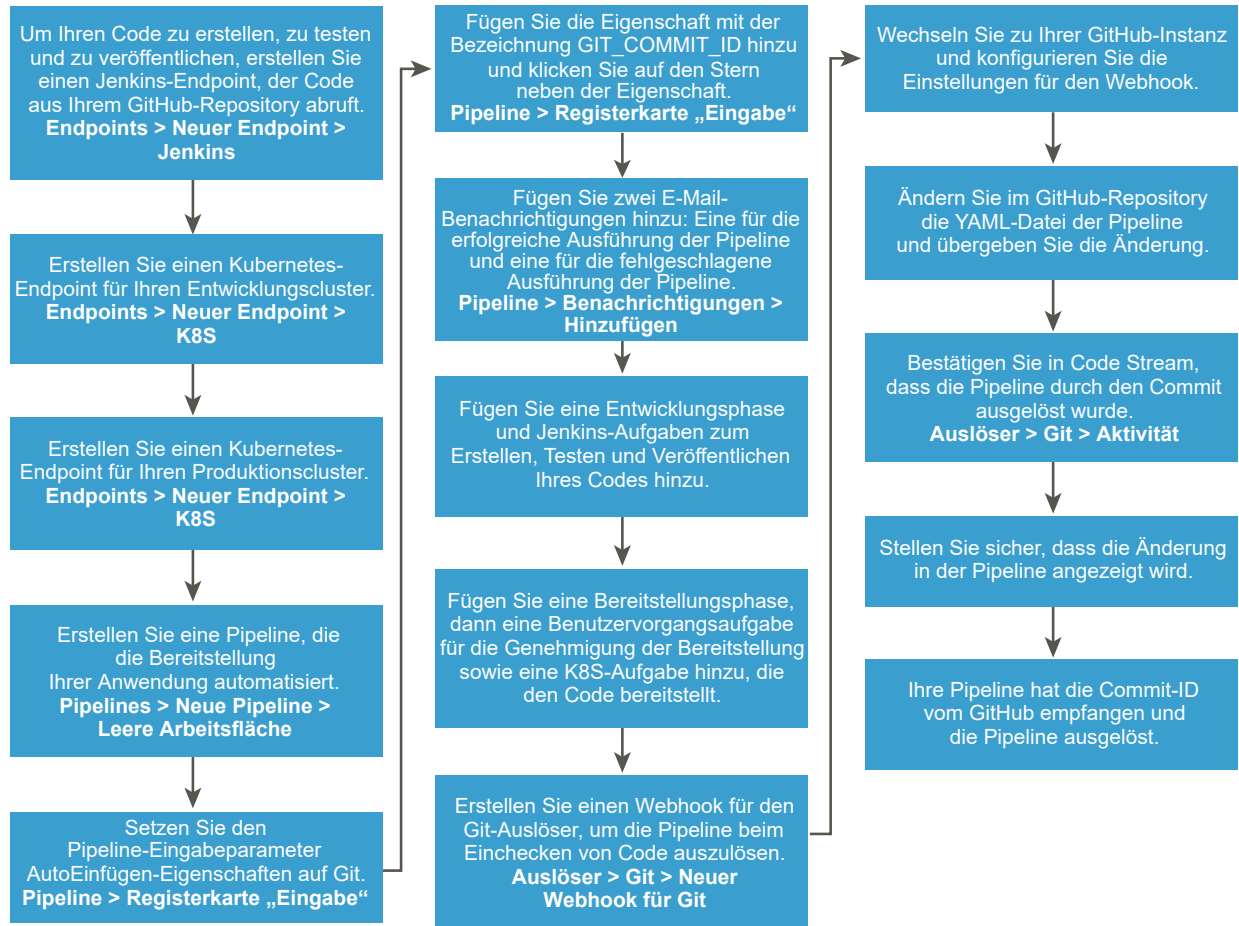 Um Ihren Code zu erstellen, zu testen
und zu veröffentlichen, erstellen Sie
einen Jenkins-Endpoint, der Code
aus Ihrem GitHub-Repository abruft.
Endpoints > Neuer Endpoint >
Jenkins
Erstellen Sie einen Kubernetes-
Endpoint für Ihren Entwicklungscluster.
Endpoints > Neuer Endpoint >
K8S
Erstellen Sie einen Kubernetes-
Endpoint für Ihren Produktionscluster.
Endpoints > Neuer Endpoint >
K8S
Erstellen Sie eine Pipeline, die
die Bereitstellung
Ihrer Anwendung automatisiert.
Pipelines > Neue Pipeline >
Leere Arbeitsfläche
Setzen Sie den
Pipeline-Eingabeparameter
AutoEinfügen-Eigenschaften auf Git.
Pipeline > Registerkarte „Eingabe“
Fügen Sie die Eigenschaft mit der
Bezeichnung GIT_COMMIT_ID hinzu
und klicken Sie auf den Stern
neben der Eigenschaft.
Pipeline > Registerkarte „Eingabe“
Fügen Sie zwei E-Mail-
Benachrichtigungen hinzu: Eine für die
erfolgreiche Ausführung der Pipeline
und eine für die fehlgeschlagene
Ausführung der Pipeline.
Pipeline > Benachrichtigungen >
Hinzufügen
Fügen Sie eine Entwicklungsphase
und Jenkins-Aufgaben zum
Erstellen, Testen und Veröffentlichen
Ihres Codes hinzu.
Fügen Sie eine Bereitstellungsphase,
dann eine Benutzervorgangsaufgabe
für die Genehmigung der Bereitstellung
sowie eine K8S-Aufgabe hinzu, die
den Code bereitstellt.
Erstellen Sie einen Webhook für den
Git-Auslöser, um die Pipeline beim
Einchecken von Code auszulösen.
Auslöser > Git > Neuer
Webhook für Git
Wechseln Sie zu Ihrer GitHub-Instanz
und konfigurieren Sie die
Einstellungen für den Webhook.
Ändern Sie im GitHub-Repository
die YAML-Datei der Pipeline
und übergeben Sie die Änderung.
Bestätigen Sie in Code Stream,
dass die Pipeline durch den Commit
ausgelöst wurde.
Auslöser > Git > Aktivität
Stellen Sie sicher, dass die Änderung
in der Pipeline angezeigt wird.
Ihre Pipeline hat die Commit-ID
vom GitHub empfangen und
die Pipeline ausgelöst.